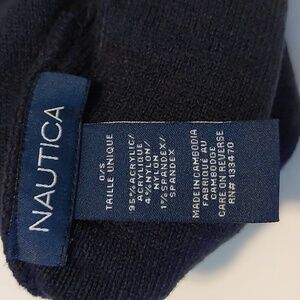 NAUTICA
O/S
TAILLE UNIQUE
95% ACRYLIC/
ACRYLIQUE
4% NYLON/
NYLON
1% SPANDEX/
SPANDEX
MADE IN CAMBODIA
FABRIQUE AU
CAMBODGE
CARE ON REVERSE
RN# 133470